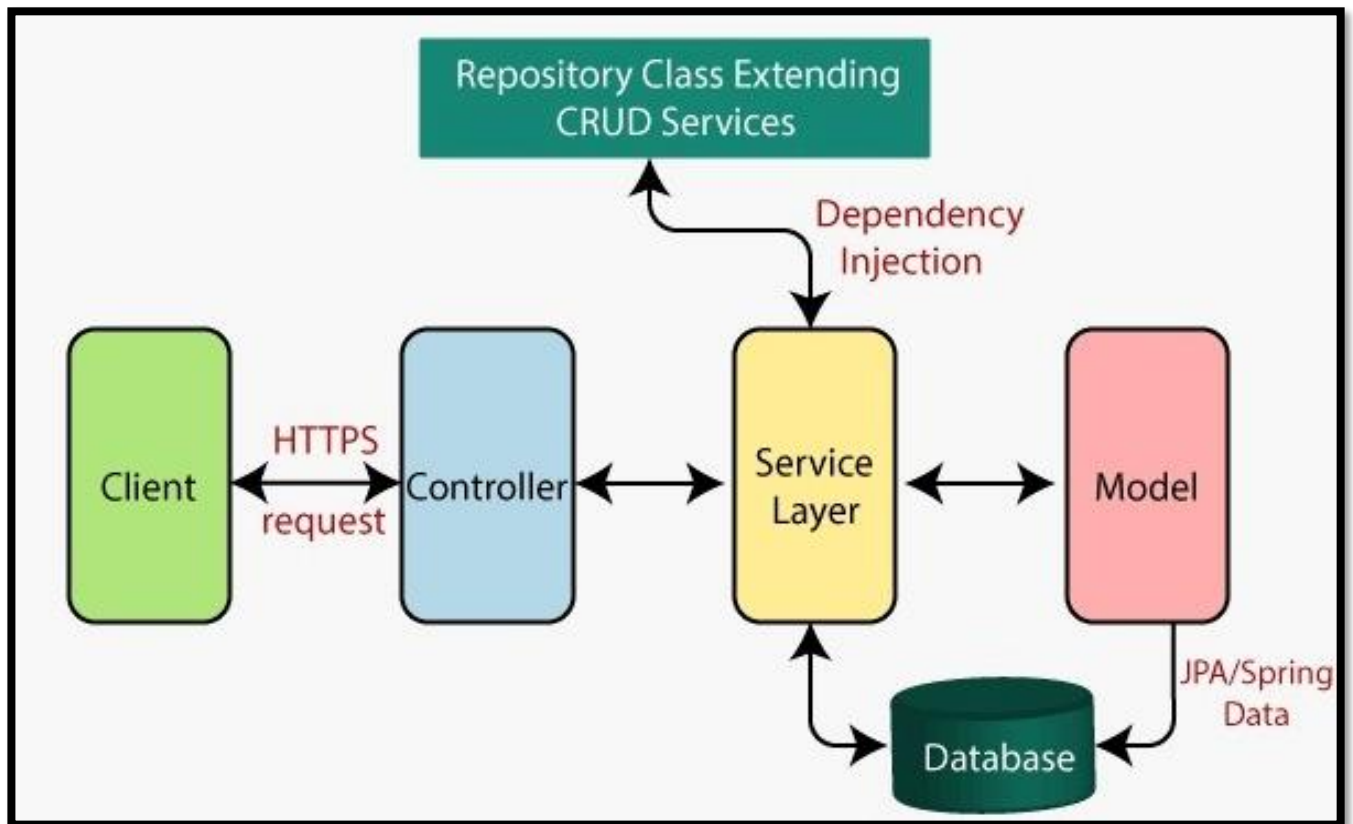 Repository Class Extending
CRUD Services
Dependency
Injection
Client
HTTPS
request
Controller
Service
Layer
Model
JPA/Spring
Data
Database